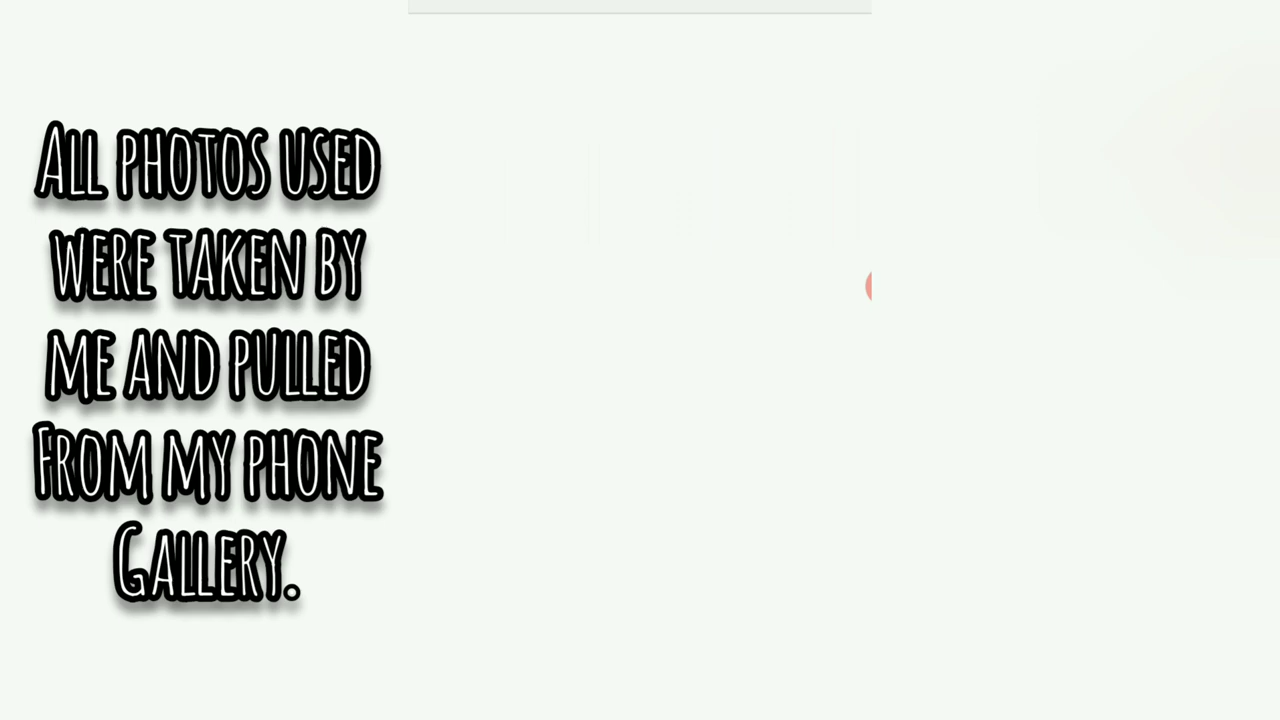 All photos used
were taken by
me and pulled
From my phone
Gallery.